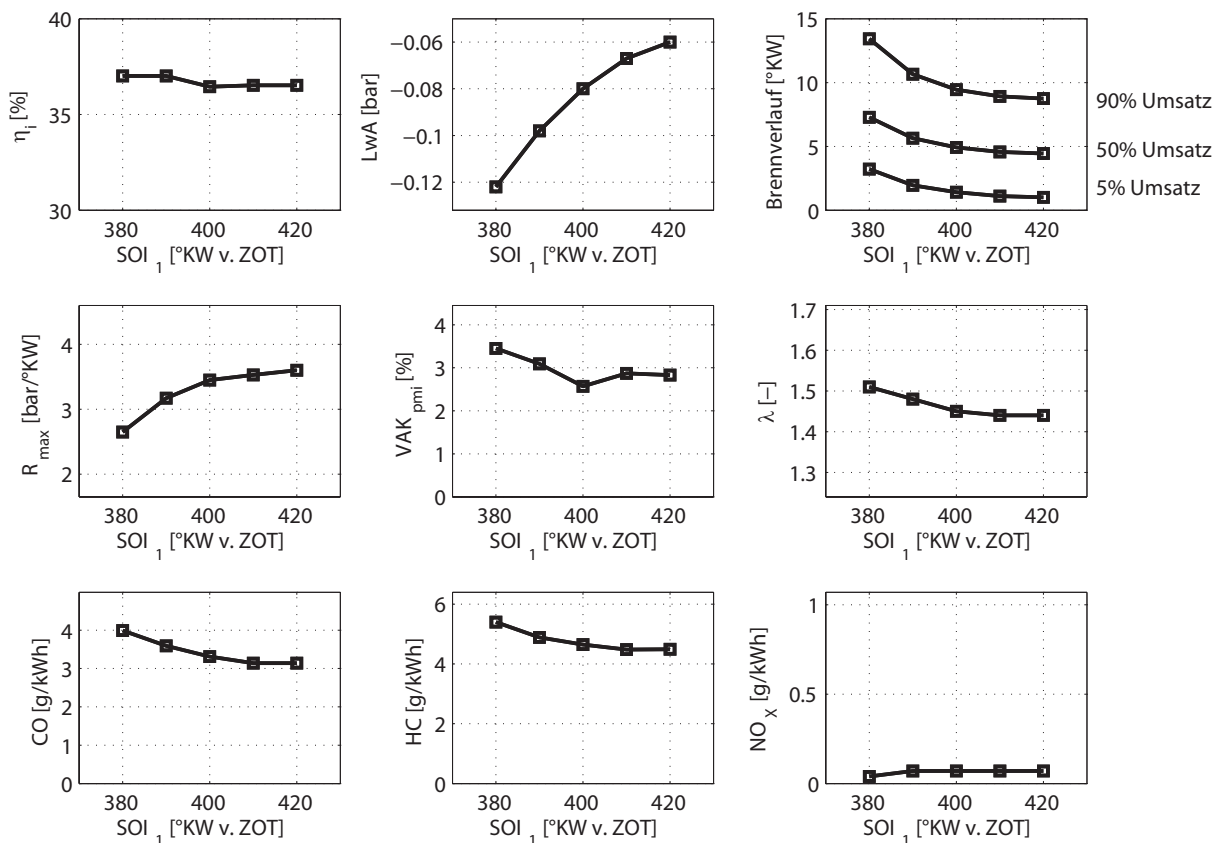 40
35
30
η_i [%]
380 400 420
SOI_1 [°KW v. ZOT]
−0.06
−0.08
−0.1
−0.12
LwA [bar]
380 400 420
SOI_1 [°KW v. ZOT]
15
10
5
0
Brennverlauf [°KW]
90% Umsatz
50% Umsatz
5% Umsatz
380 400 420
SOI_1 [°KW v. ZOT]
4
3
2
R_max [bar/°KW]
380 400 420
SOI_1 [°KW v. ZOT]
4
3
2
1
0
VAK_pmi [%]
380 400 420
SOI_1 [°KW v. ZOT]
1.7
1.6
1.5
1.4
1.3
λ [−]
380 400 420
SOI_1 [°KW v. ZOT]
4
3
2
1
0
CO [g/kWh]
380 400 420
SOI_1 [°KW v. ZOT]
6
4
2
0
HC [g/kWh]
380 400 420
SOI_1 [°KW v. ZOT]
1
0.5
0
NO_X [g/kWh]
380 400 420
SOI_1 [°KW v. ZOT]